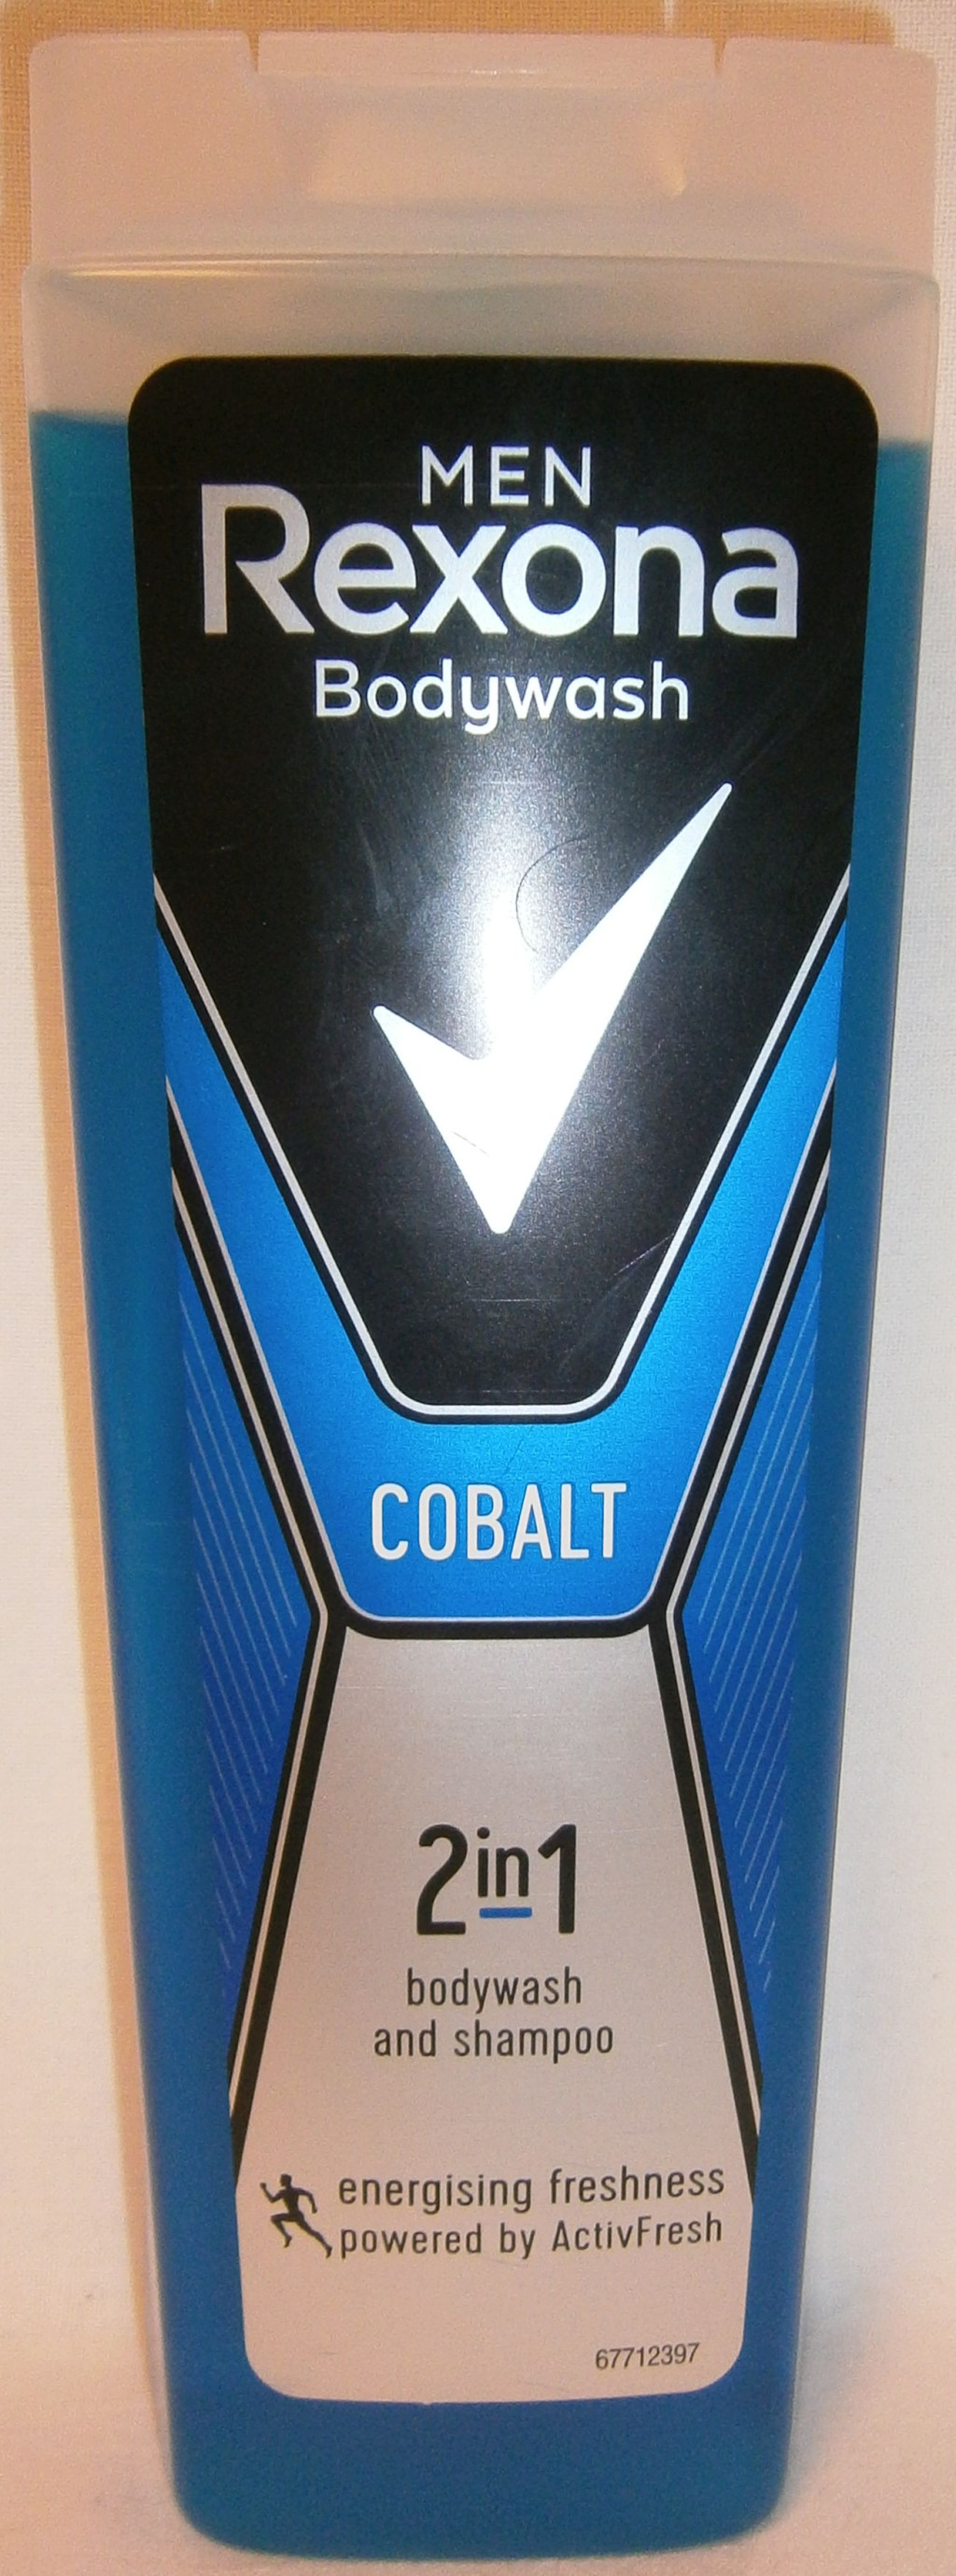 MEN
Rexona
Bodywash
COBALT
2in1
bodywash
and shampoo
energising freshness
powered by ActivFresh
67712397